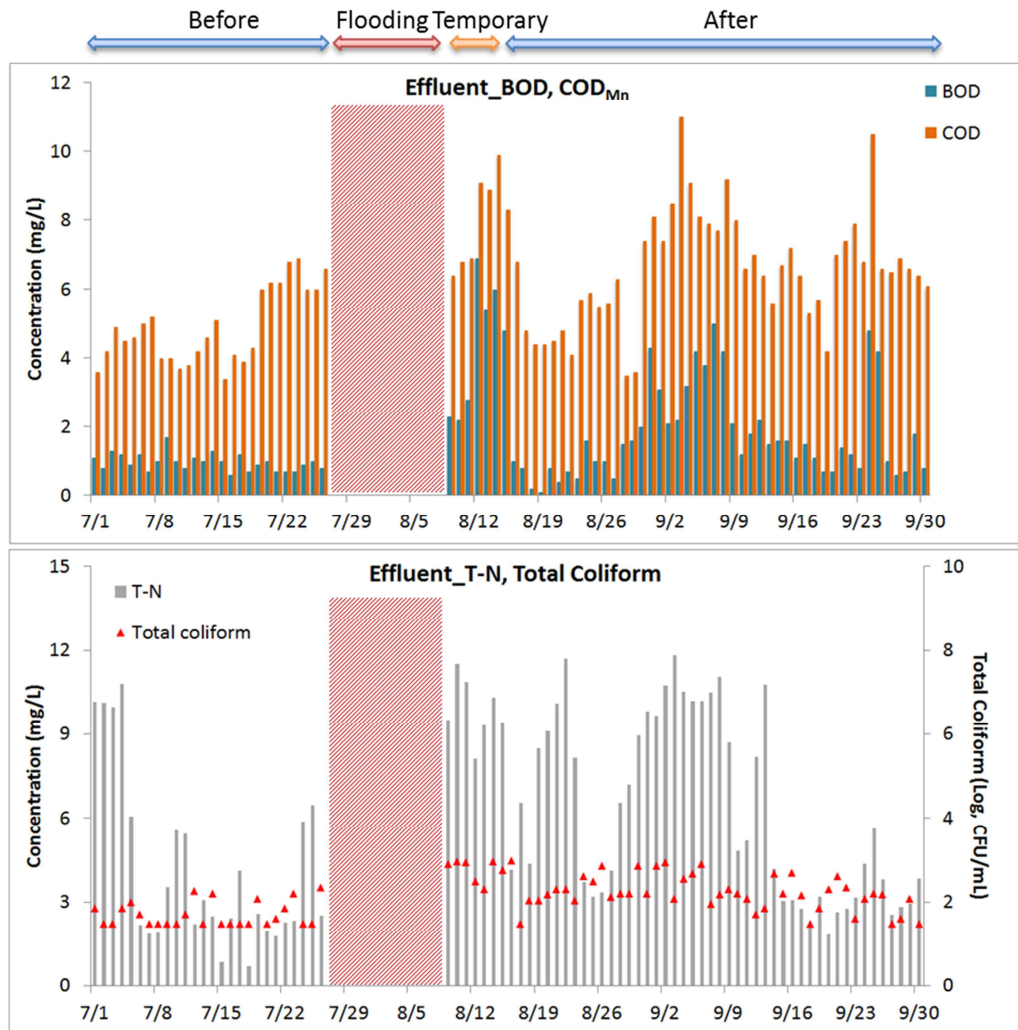 Before Flooding Temporary After
Effluent_BOD, COD_Mn
BOD
COD
Concentration (mg/L)
12
10
8
6
4
2
0
7/1 7/8 7/15 7/22 7/29 8/5 8/12 8/19 8/26 9/2 9/9 9/16 9/23 9/30
Effluent_T-N, Total Coliform
T-N
Total coliform
Concentration (mg/L)
15
12
9
6
3
0
10
8
6
4
2
0
Total Coliform (Log, CFU/mL)
7/1 7/8 7/15 7/22 7/29 8/5 8/12 8/19 8/26 9/2 9/9 9/16 9/23 9/30